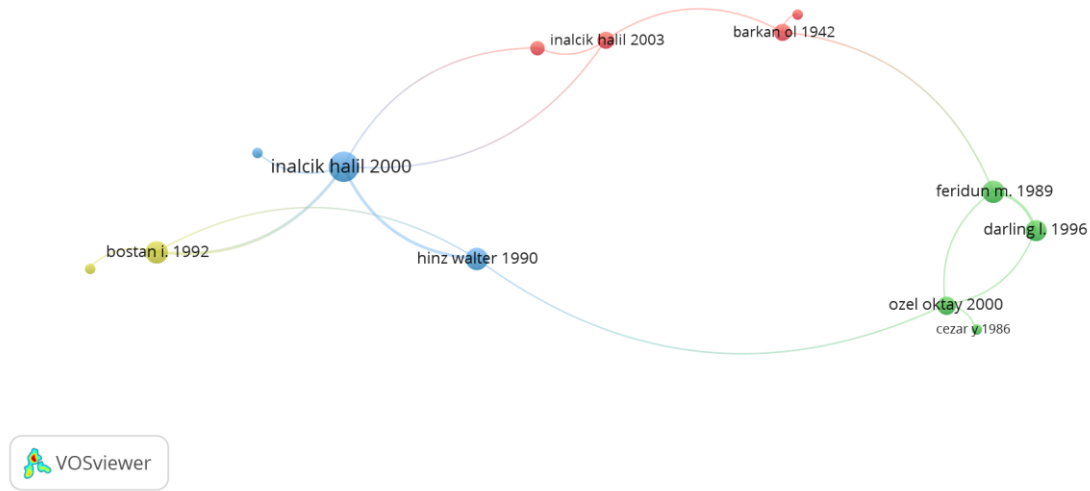 barkan ol 1942
inalcik halil 2003
inalcik halil 2000
feridun m. 1989
darling l. 1996
bostan i. 1992
hinz walter 1990
ozel oktay 2000
cezar y 1986
VOSviewer